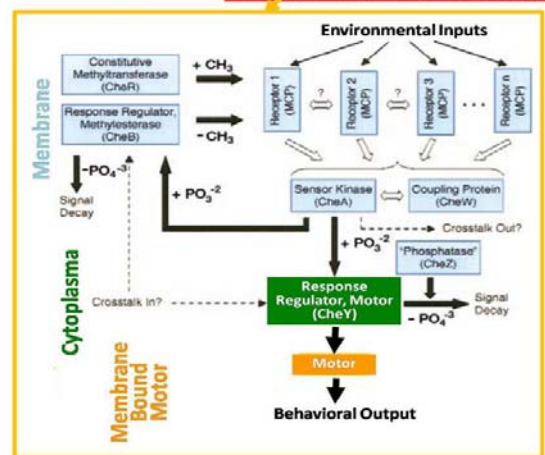 Environmental Inputs
Constitutive
Methyltransferase
(CheR)
+ CH3
Receptor 1
(MCP)
?
Receptor 2
(MCP)
?
Receptor 3
(MCP)
Receptor n
(MCP)
Response Regulator,
Methylesterase
(CheB)
- CH3
Membrane
-PO4-3
Signal
Decay
+ PO3-2
Sensor Kinase
(CheA)
Coupling Protein
(CheW)
Crosstalk Out?
+ PO3-2
"Phosphatase"
(CheZ)
Cytoplasma
Crosstalk In?
Response
Regulator, Motor
(CheY)
- PO4-3
Signal
Decay
Membrane
Bound
Motor
Motor
Behavioral Output